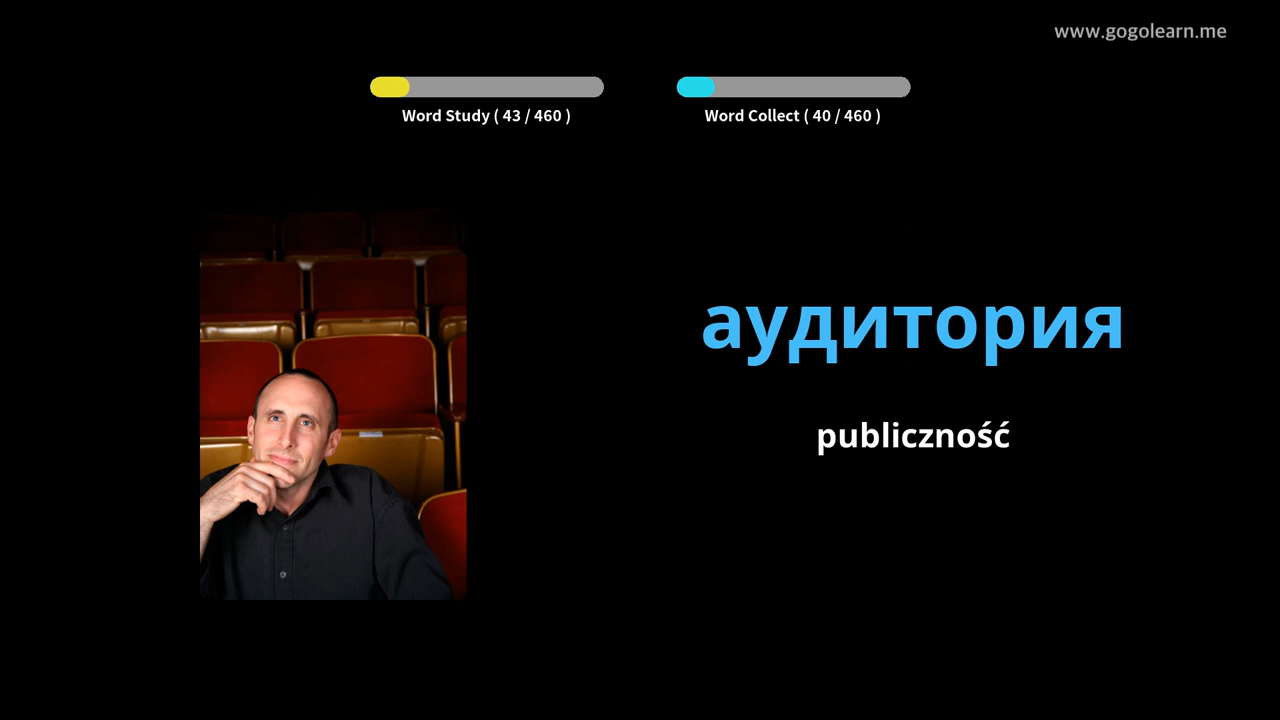 www.gogolearn.me
Word Study ( 43 / 460 )
Word Collect ( 40 / 460 )
аудитория
publiczność